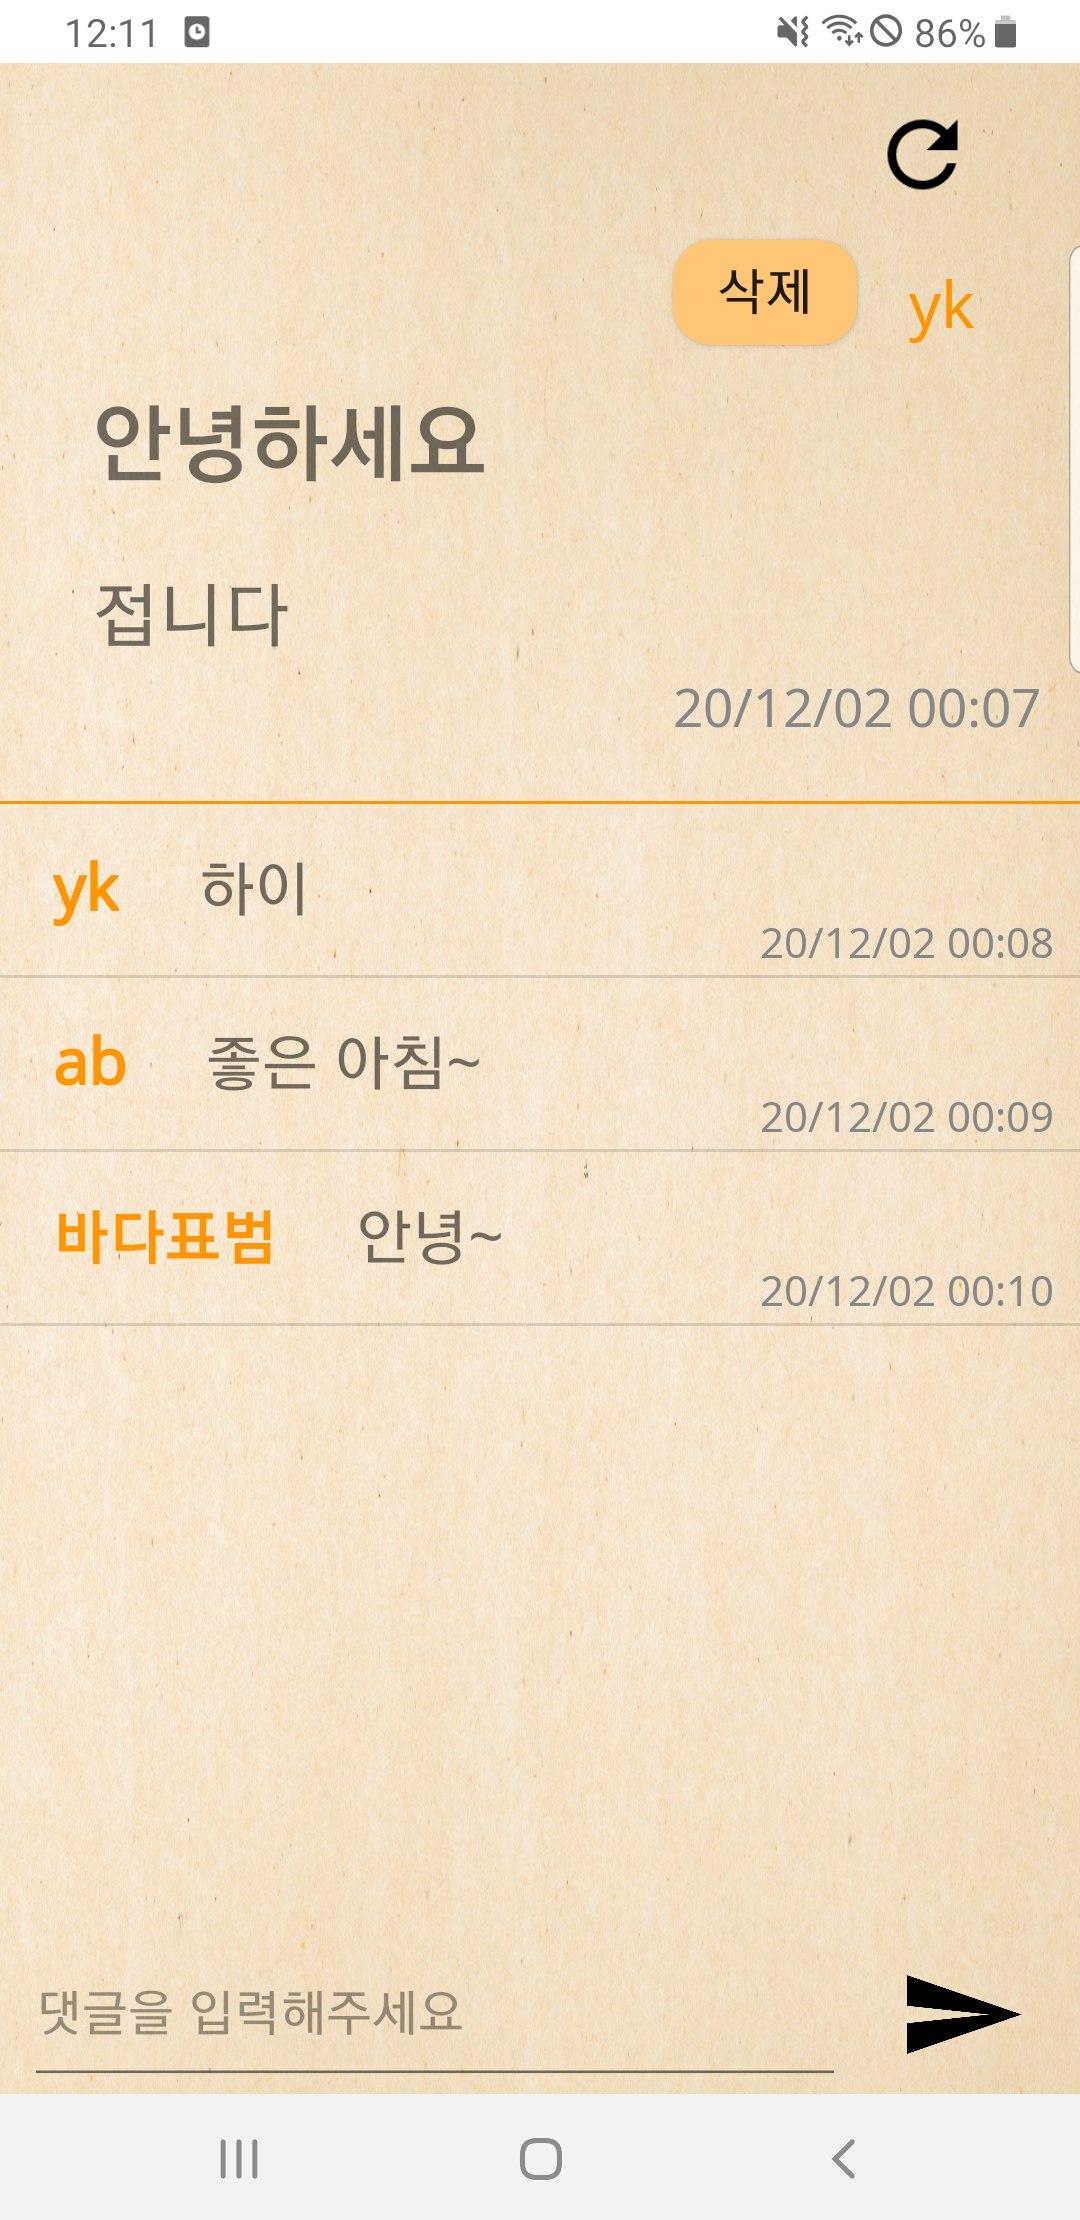 12:11 86%
삭제 yk
안녕하세요
접니다
20/12/02 00:07
yk 하이
20/12/02 00:08
ab 좋은 아침~
20/12/02 00:09
바다표범 안녕~
20/12/02 00:10
댓글을 입력해주세요